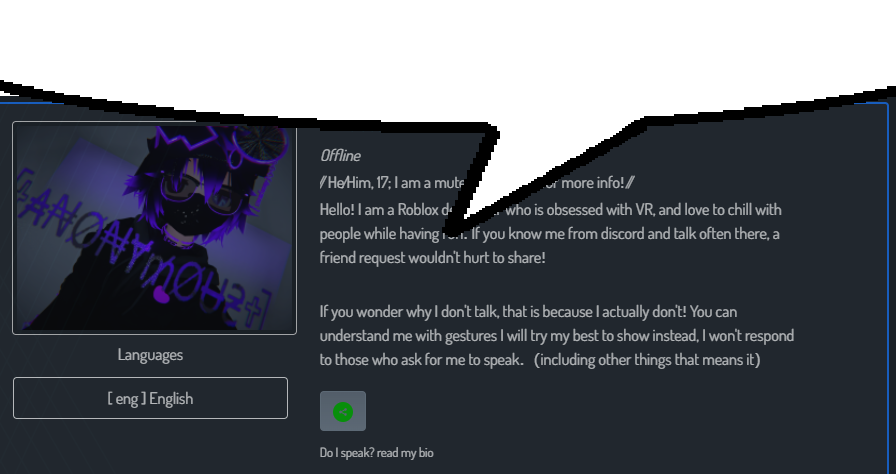 Offline
// He/Him, 17; I am a mute or more info! //
Hello! I am a Roblox who is obsessed with VR, and love to chill with
people while having fun. If you know me from discord and talk often there, a
friend request wouldn't hurt to share!
If you wonder why I don't talk, that is because I actually don't! You can
understand me with gestures I will try my best to show instead, I won't respond
to those who ask for me to speak. (including other things that means it)
Do I speak? read my bio
Languages
[ eng ] English